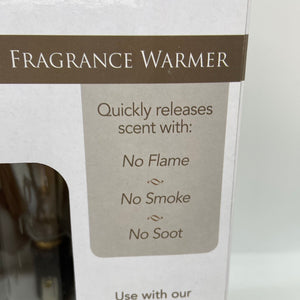 FRAGRANCE WARMER
Quickly releases
scent with:
No Flame
No Smoke
No Soot
Use with our